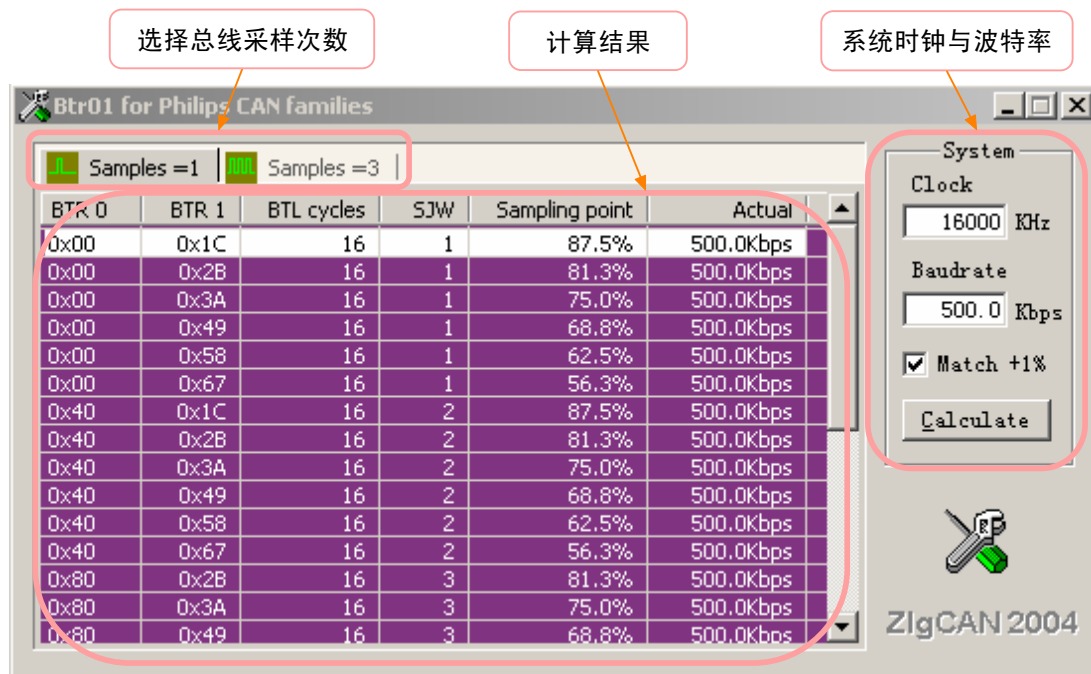 选择总线采样次数
计算结果
系统时钟与波特率
Btr01 for Philips CAN families
Samples =1
Samples =3
BTR 0 BTR 1 BTL cycles SJW Sampling point Actual
0x00 0x1C 16 1 87.5% 500.0Kbps
0x00 0x2B 16 1 81.3% 500.0Kbps
0x00 0x3A 16 1 75.0% 500.0Kbps
0x00 0x49 16 1 68.8% 500.0Kbps
0x00 0x58 16 1 62.5% 500.0Kbps
0x00 0x67 16 1 56.3% 500.0Kbps
0x40 0x1C 16 2 87.5% 500.0Kbps
0x40 0x2B 16 2 81.3% 500.0Kbps
0x40 0x3A 16 2 75.0% 500.0Kbps
0x40 0x49 16 2 68.8% 500.0Kbps
0x40 0x58 16 2 62.5% 500.0Kbps
0x40 0x67 16 2 56.3% 500.0Kbps
0x80 0x2B 16 3 81.3% 500.0Kbps
0x80 0x3A 16 3 75.0% 500.0Kbps
0x80 0x49 16 3 68.8% 500.0Kbps
System
Clock
16000 KHz
Baudrate
500.0 Kbps
Match +1%
Calculate
ZlgCAN 2004